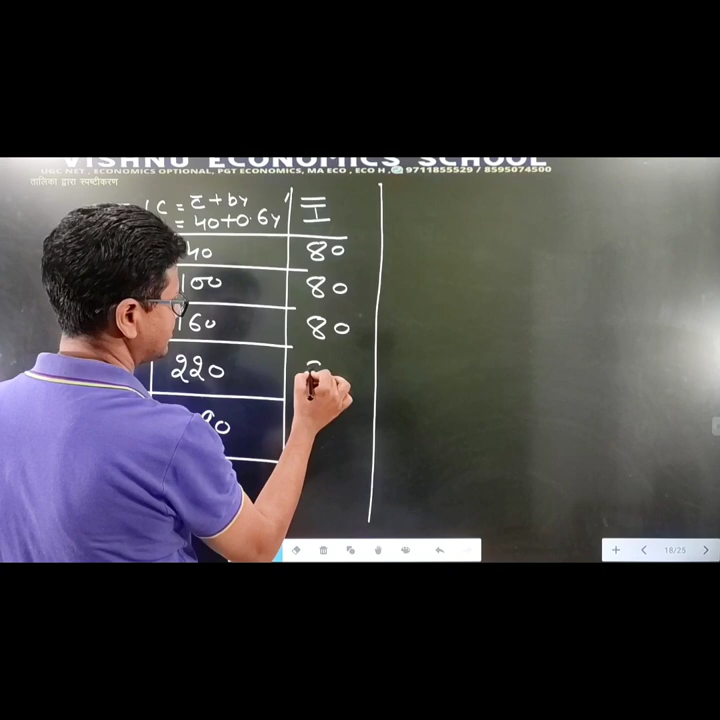 VISHNU ECONOMICS SCHOOL
UGC NET , ECONOMICS OPTIONAL, PGT ECONOMICS, MA ECO , ECO H , 9711855529 / 8595074500
तालिका द्वारा स्पष्टीकरण
C = c̅ + by I̅
= 40+0.6y
40 80
100 80
160 80
220
18/25